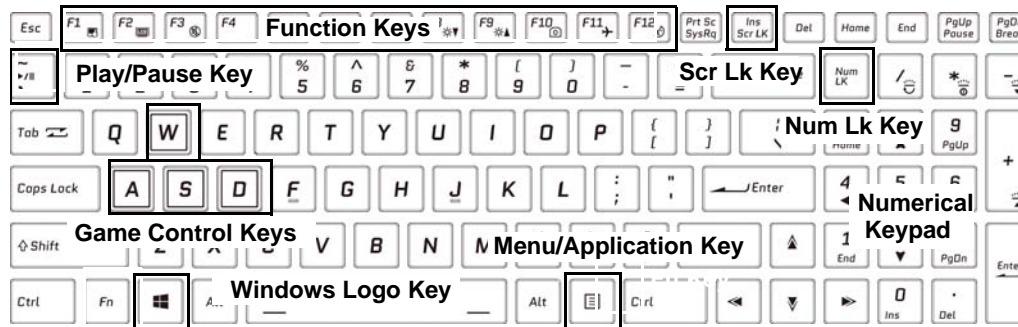 Esc F1 F2 F3 F4 F9 F10 F11 F12 Prt Sc SysRq Ins Scr LK Del Home End PgUp Pause
Function Keys
~ % 5 ^ 6 & 7 * 8 ( 9 ) 0 _ - = Num LK / * -
Play/Pause Key
Scr Lk Key
Tab Q W E R T Y U I O P { [ } ] \ Home 9 PgUp +
Num Lk Key
Caps Lock A S D F G H J K L : ; " ' Enter 4 5 6
Numerical
Keypad
Game Control Keys
Shift V B N M 1 End PgDn Enter
Menu/Application Key
Windows Logo Key
Ctrl Fn Alt Ctrl 0 Ins . Del